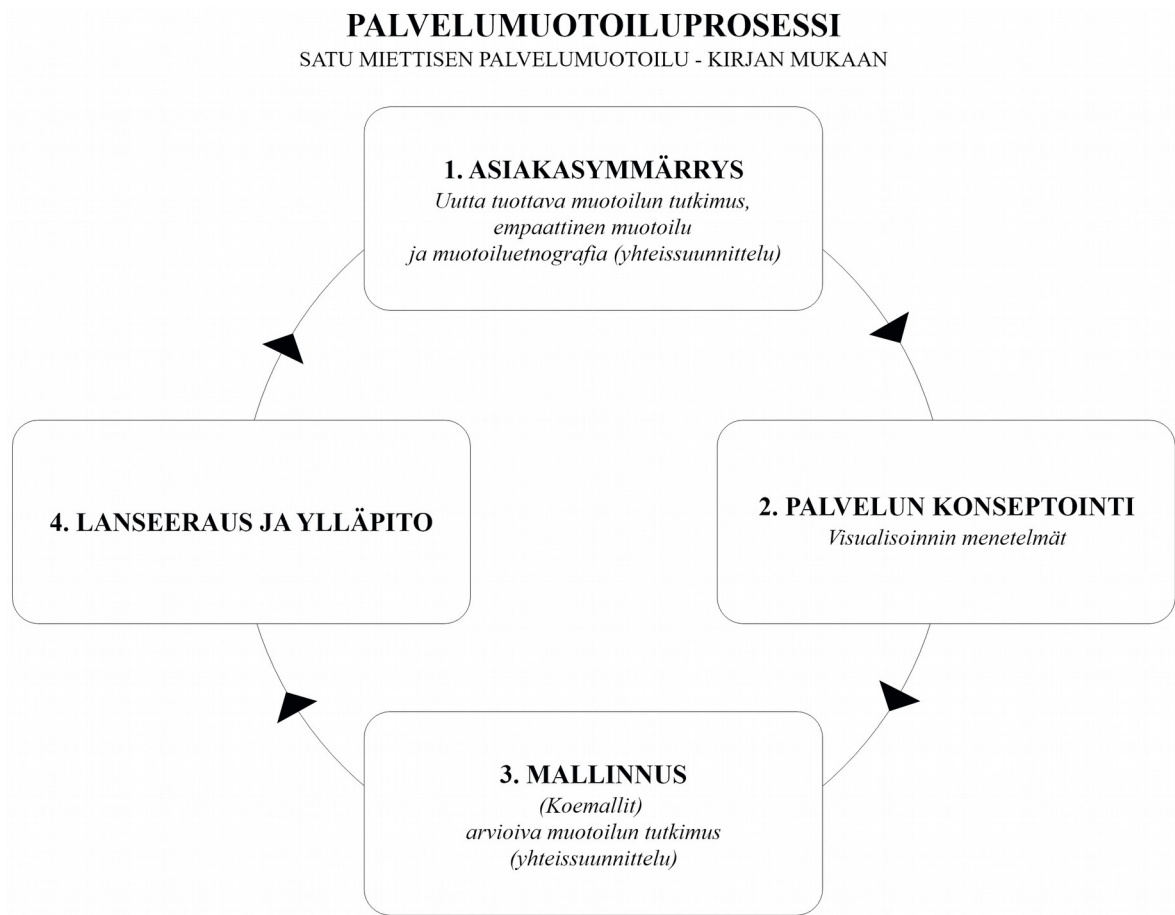 PALVELUMUOTOILUPROSESSI
SATU MIETTISEN PALVELUMUOTOILU - KIRJAN MUKAAN
1. ASIAKASYMMÄRRYS
Uutta tuottava muotoilun tutkimus,
empaattinen muotoilu
ja muotoiluetnografia (yhteissuunnittelu)
2. PALVELUN KONSEPTOINTI
Visualisoinnin menetelmät
3. MALLINNUS
(Koemallit)
arvioiva muotoilun tutkimus
(yhteissuunnittelu)
4. LANSEERAUS JA YLLÄPITO